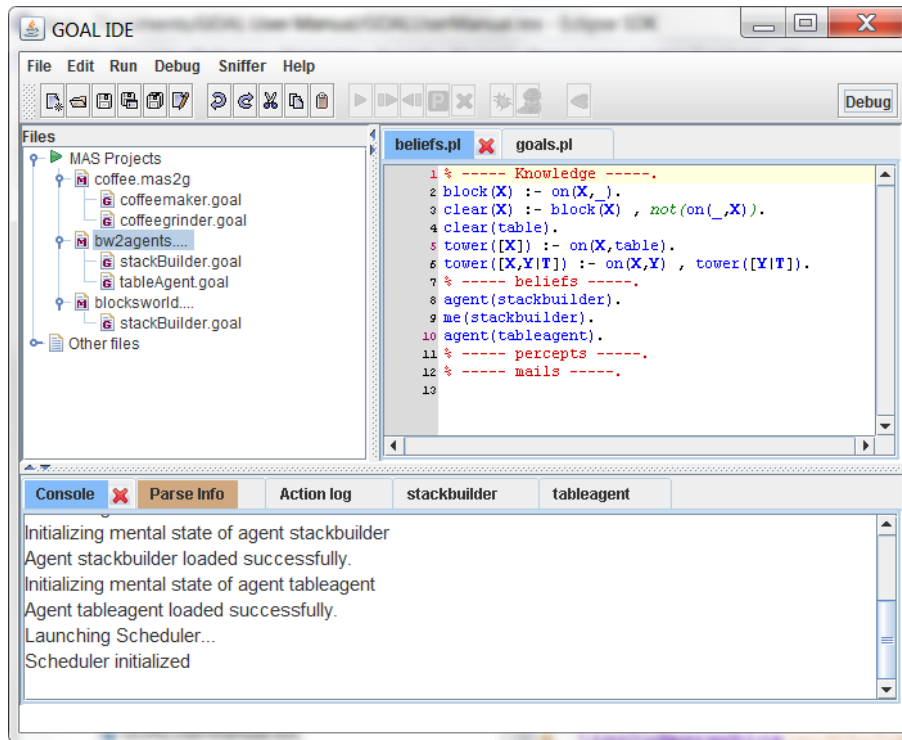 GOAL IDE
File Edit Run Debug Sniffer Help
Debug
Files
MAS Projects
coffee.mas2g
coffeemaker.goal
coffeegrinder.goal
bw2agents....
stackBuilder.goal
tableAgent.goal
blocksworld....
stackBuilder.goal
Other files
beliefs.pl goals.pl
1 % ----- Knowledge -----.
2 block(X) :- on(X,_).
3 clear(X) :- block(X) , not(on(_,X)).
4 clear(table).
5 tower([X]) :- on(X,table).
6 tower([X,Y|T]) :- on(X,Y) , tower([Y|T]).
7 % ----- beliefs -----.
8 agent(stackbuilder).
9 me(stackbuilder).
10 agent(tableagent).
11 % ----- percepts -----.
12 % ----- mails -----.
13
Console Parse Info Action log stackbuilder tableagent
Initializing mental state of agent stackbuilder
Agent stackbuilder loaded successfully.
Initializing mental state of agent tableagent
Agent tableagent loaded successfully.
Launching Scheduler...
Scheduler initialized